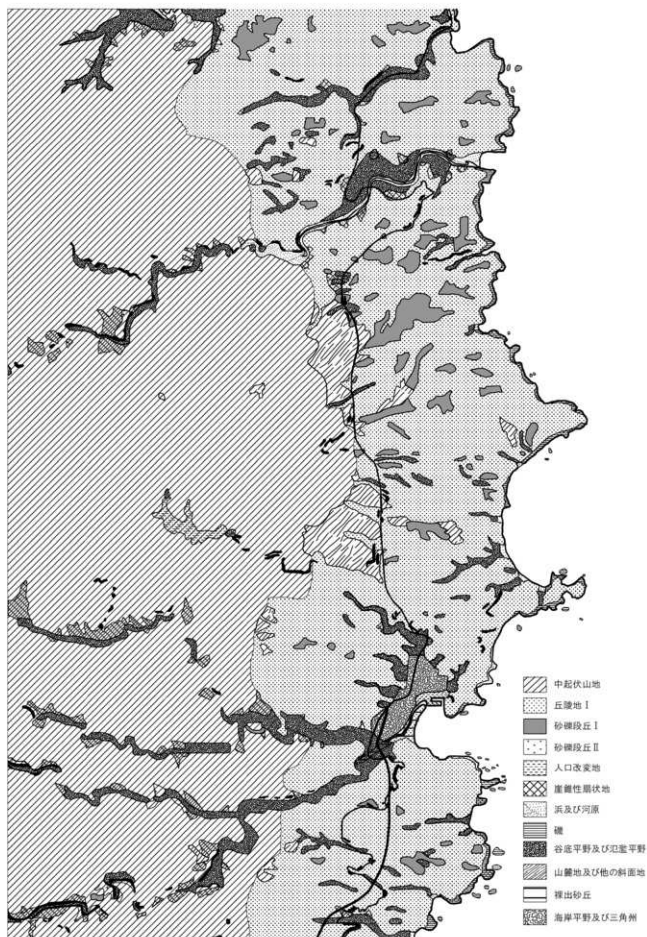 中起伏山地
丘陵地Ⅰ
砂礫段丘Ⅰ
砂礫段丘Ⅱ
人口改変地
崖錐性扇状地
浜及び河原
礁
谷底平野及び氾濫平野
山麓地及び他の斜面地
裸出砂丘
海岸平野及び三角州